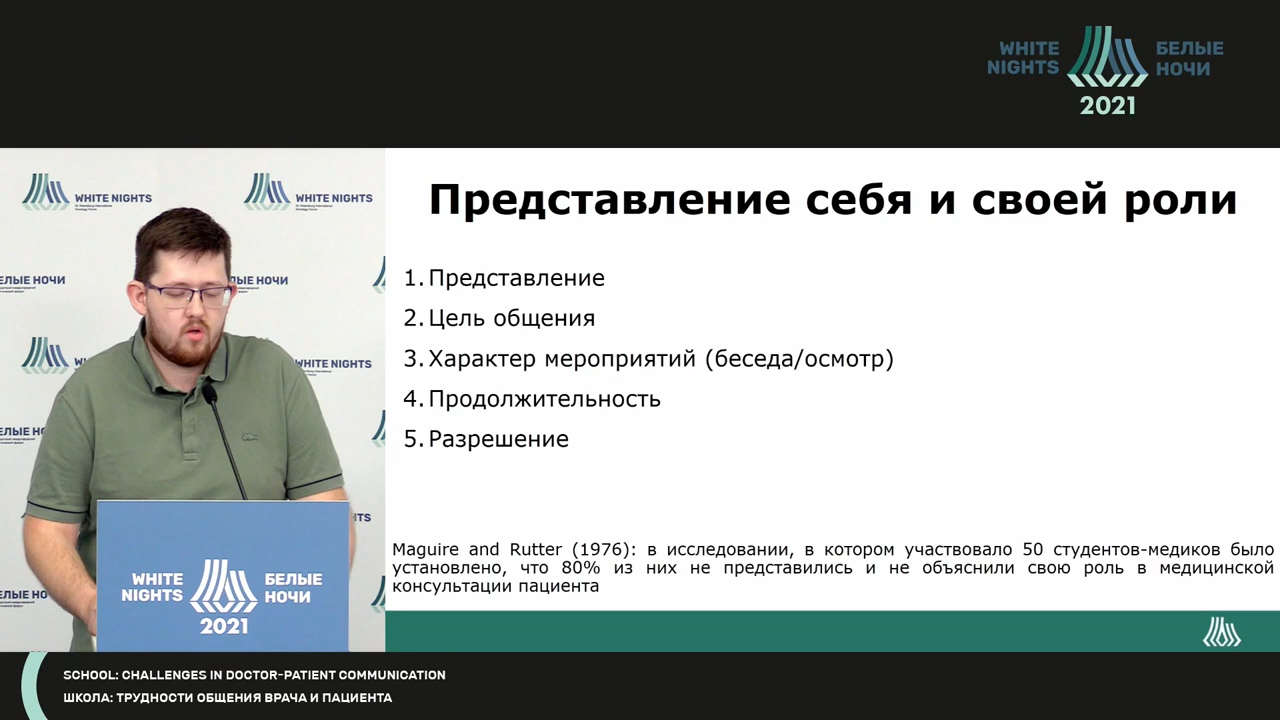 WHITE NIGHTS
БЕЛЫЕ НОЧИ
2021
WHITE NIGHTS
WHITE NIGHTS
ЕЛЫЕ НОЧИ
ЛЫЕ НОЧИ
WHITE NIGHTS
WHITE
NIGHTS
БЕЛЫЕ
НОЧИ
2021
Представление себя и своей роли
1. Представление
2. Цель общения
3. Характер мероприятий (беседа/осмотр)
4. Продолжительность
5. Разрешение
Maguire and Rutter (1976): в исследовании, в котором участвовало 50 студентов-медиков было
установлено, что 80% из них не представились и не объяснили свою роль в медицинской
консультации пациента
SCHOOL: CHALLENGES IN DOCTOR-PATIENT COMMUNICATION
ШКОЛА: ТРУДНОСТИ ОБЩЕНИЯ ВРАЧА И ПАЦИЕНТА